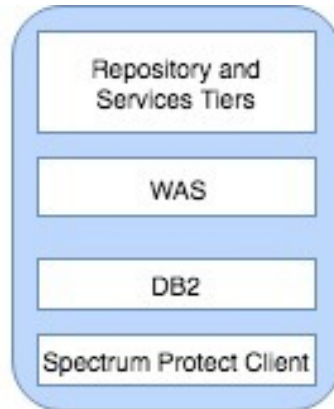 Repository and
Services Tiers
WAS
DB2
Spectrum Protect Client